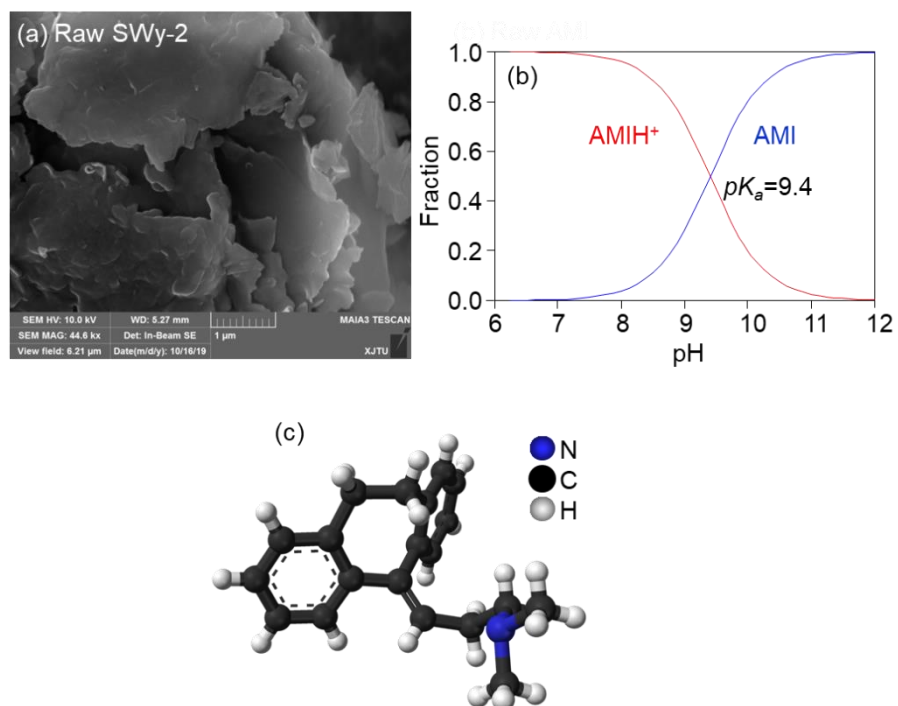 (a) Raw SWy-2
SEM HV: 10.0 kV
WD: 5.27 mm
MAIA3 TESCAN
SEM MAG: 44.6 kx
Det: In-Beam SE
1 µm
View field: 6.21 µm
Date(m/d/y): 10/16/19
XJTU
(b) Raw AMI
(b)
1.0
0.8
0.6
0.4
0.2
0.0
Fraction
AMIH⁺
AMI
pKₐ=9.4
6
7
8
9
10
11
12
pH
(c)
N
C
H